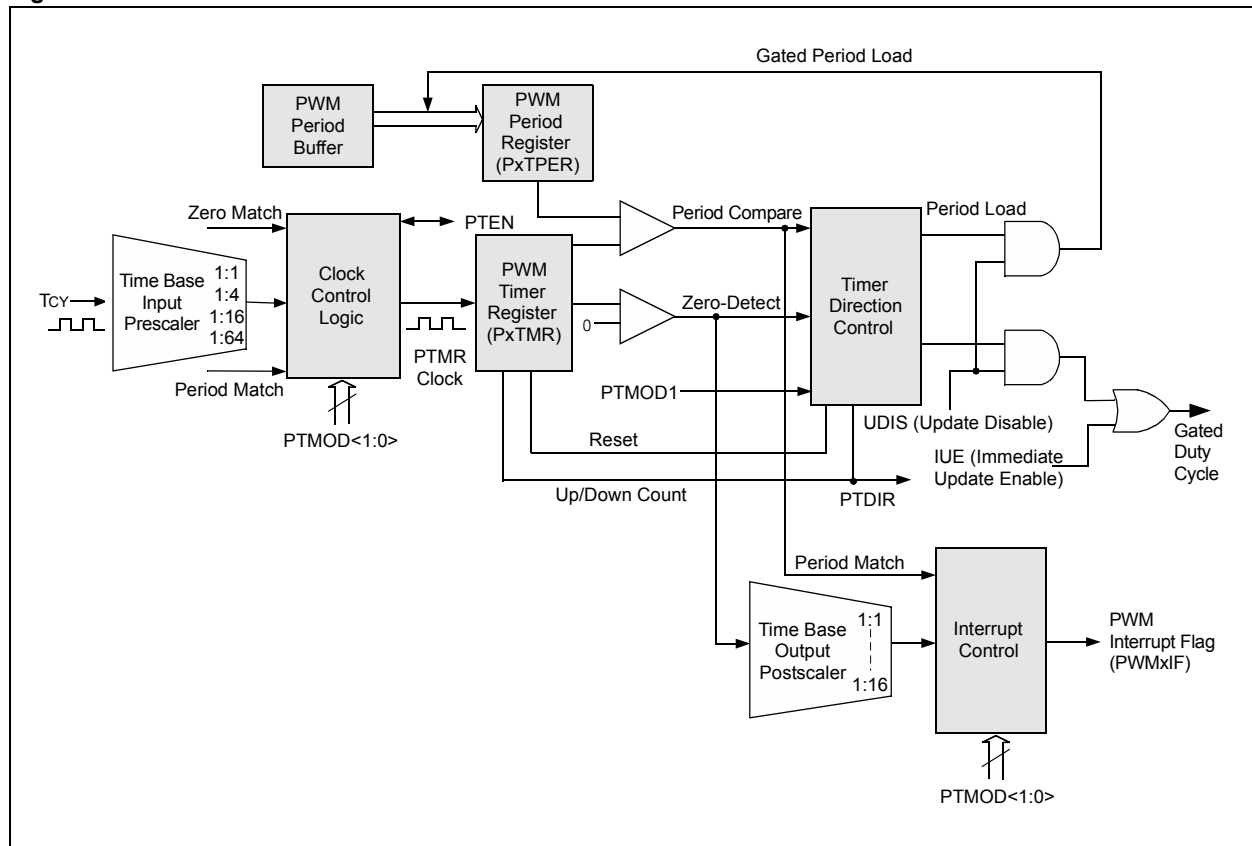 Gated Period Load
PWM
Period
Buffer
PWM
Period
Register
(PxTPER)
Zero Match
PTEN
Period Compare
Period Load
TCY
Time Base
Input
Prescaler
1:1
1:4
1:16
1:64
Clock
Control
Logic
PWM
Timer
Register
(PxTMR)
Zero-Detect
0
Timer
Direction
Control
PTMR
Clock
Period Match
PTMOD<1:0>
PTMOD1
UDIS (Update Disable)
Reset
IUE (Immediate
Update Enable)
Gated
Duty
Cycle
Up/Down Count
PTDIR
Period Match
Time Base
Output
Postscaler
1:1
1:16
Interrupt
Control
PWM
Interrupt Flag
(PWMxIF)
PTMOD<1:0>